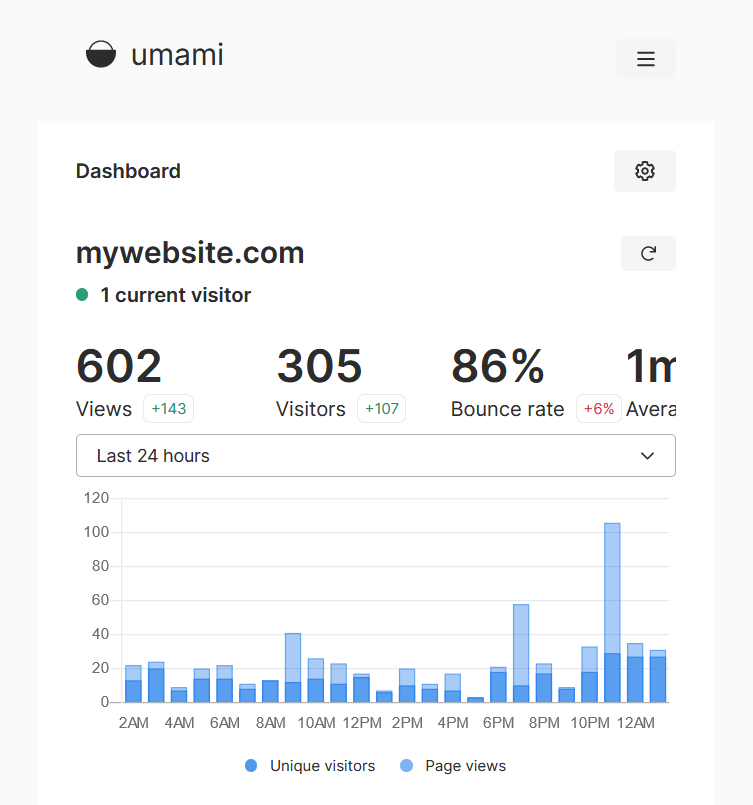 umami
Dashboard
mywebsite.com
1 current visitor
602 305 86% 1m
Views +143 Visitors +107 Bounce rate +6% Avera
Last 24 hours
120
100
80
60
40
20
0
2AM 4AM 6AM 8AM 10AM 12PM 2PM 4PM 6PM 8PM 10PM 12AM
Unique visitors Page views